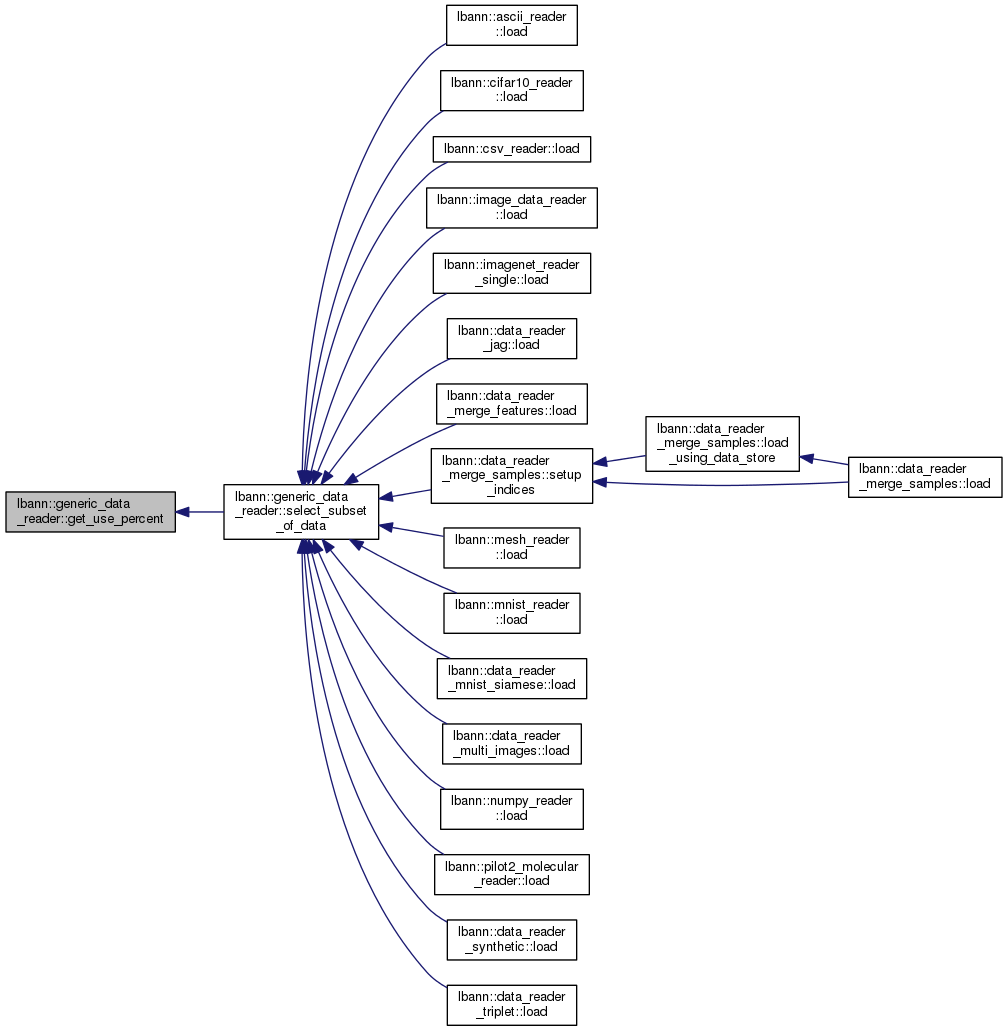 lbann::ascii_reader
::load
lbann::cifar10_reader
::load
lbann::csv_reader::load
lbann::image_data_reader
::load
lbann::imagenet_reader
_single::load
lbann::data_reader
_jag::load
lbann::data_reader
_merge_features::load
lbann::data_reader
_merge_samples::setup
_indices
lbann::data_reader
_merge_samples::load
_using_data_store
lbann::data_reader
_merge_samples::load
lbann::generic_data
_reader::get_use_percent
lbann::generic_data
_reader::select_subset
_of_data
lbann::mesh_reader
::load
lbann::mnist_reader
::load
lbann::data_reader
_mnist_siamese::load
lbann::data_reader
_multi_images::load
lbann::numpy_reader
::load
lbann::pilot2_molecular
_reader::load
lbann::data_reader
_synthetic::load
lbann::data_reader
_triplet::load